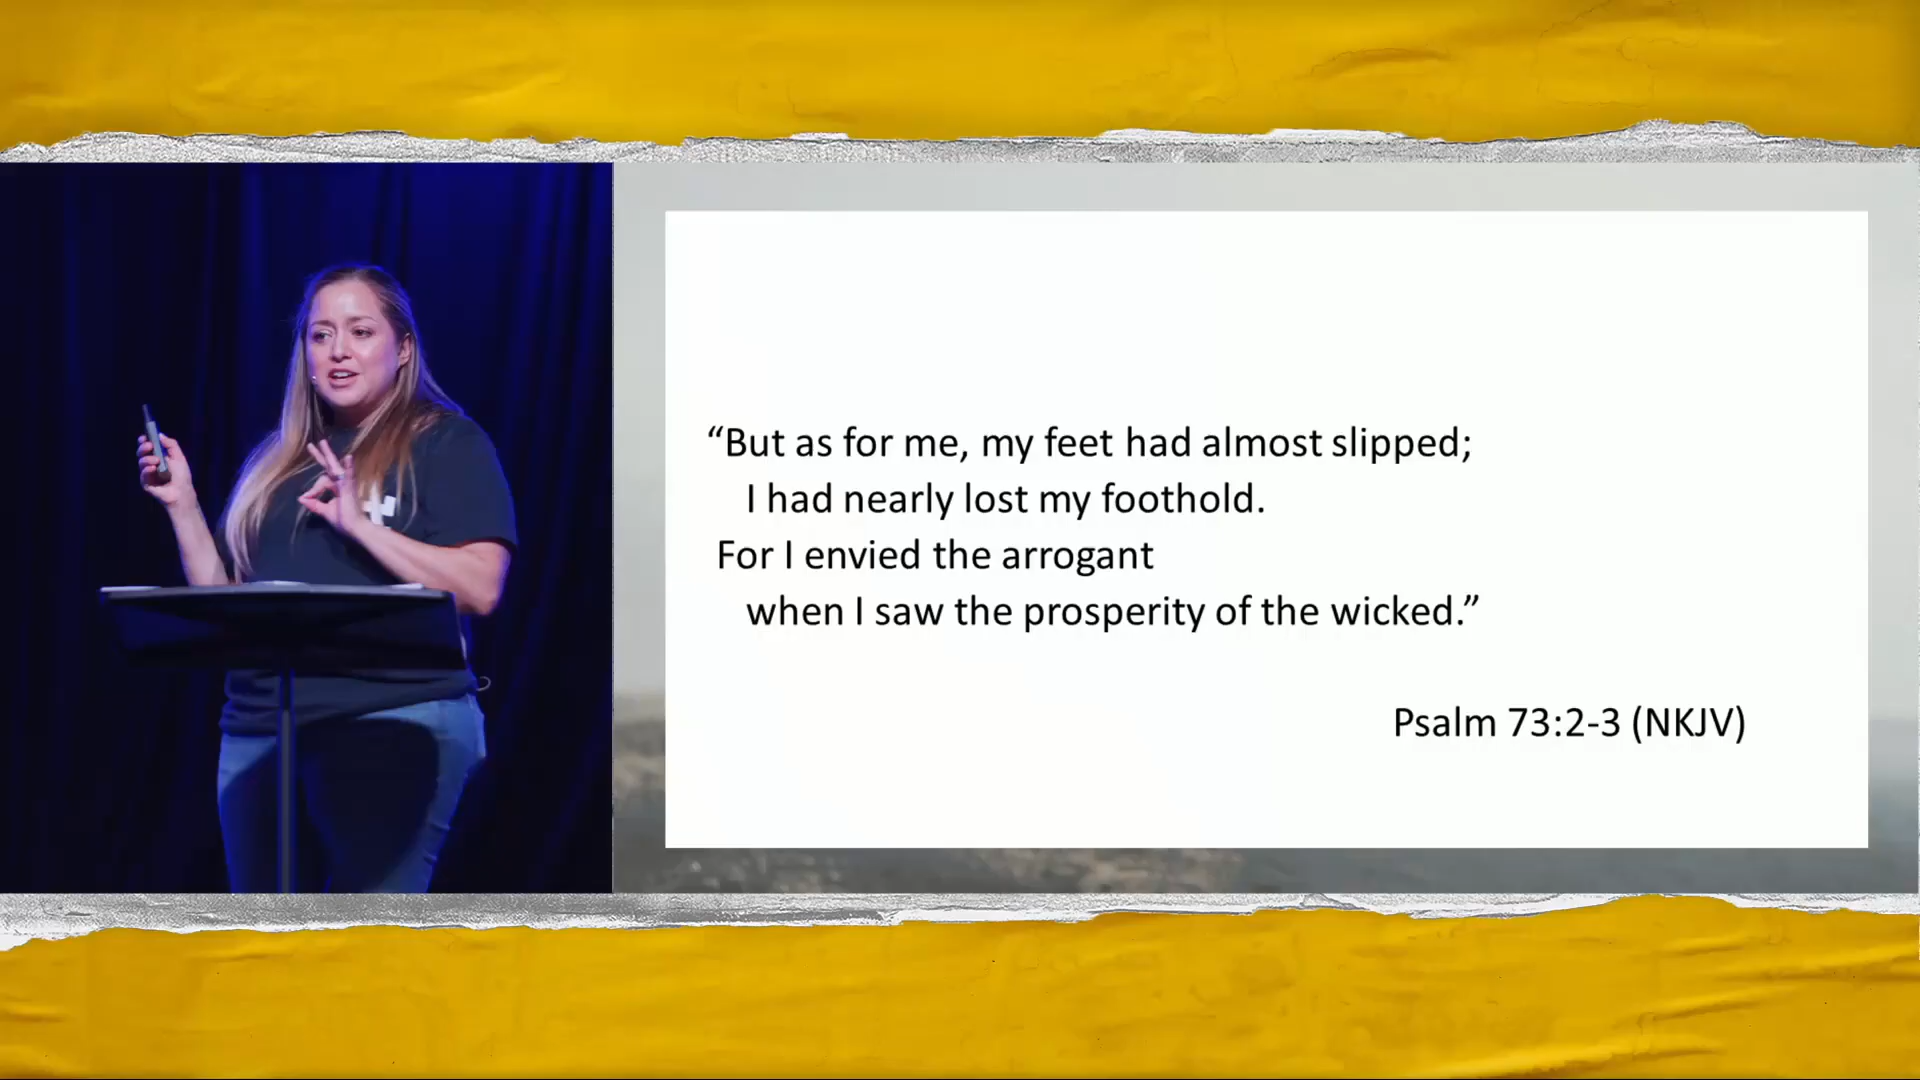 “But as for me, my feet had almost slipped;
I had nearly lost my foothold.
For I envied the arrogant
when I saw the prosperity of the wicked.”
Psalm 73:2-3 (NKJV)